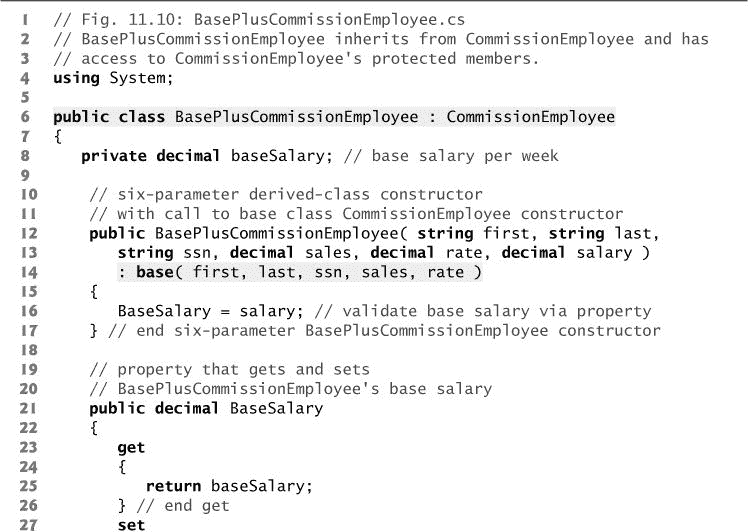 1 // Fig. 11.10: BasePlusCommissionEmployee.cs
2 // BasePlusCommissionEmployee inherits from CommissionEmployee and has
3 // access to CommissionEmployee's protected members.
4 using System;
5
6 public class BasePlusCommissionEmployee : CommissionEmployee
7 {
8 private decimal baseSalary; // base salary per week
9
10 // six-parameter derived-class constructor
11 // with call to base class CommissionEmployee constructor
12 public BasePlusCommissionEmployee( string first, string last,
13 string ssn, decimal sales, decimal rate, decimal salary )
14 : base( first, last, ssn, sales, rate )
15 {
16 BaseSalary = salary; // validate base salary via property
17 } // end six-parameter BasePlusCommissionEmployee constructor
18
19 // property that gets and sets
20 // BasePlusCommissionEmployee's base salary
21 public decimal BaseSalary
22 {
23 get
24 {
25 return baseSalary;
26 } // end get
27 set